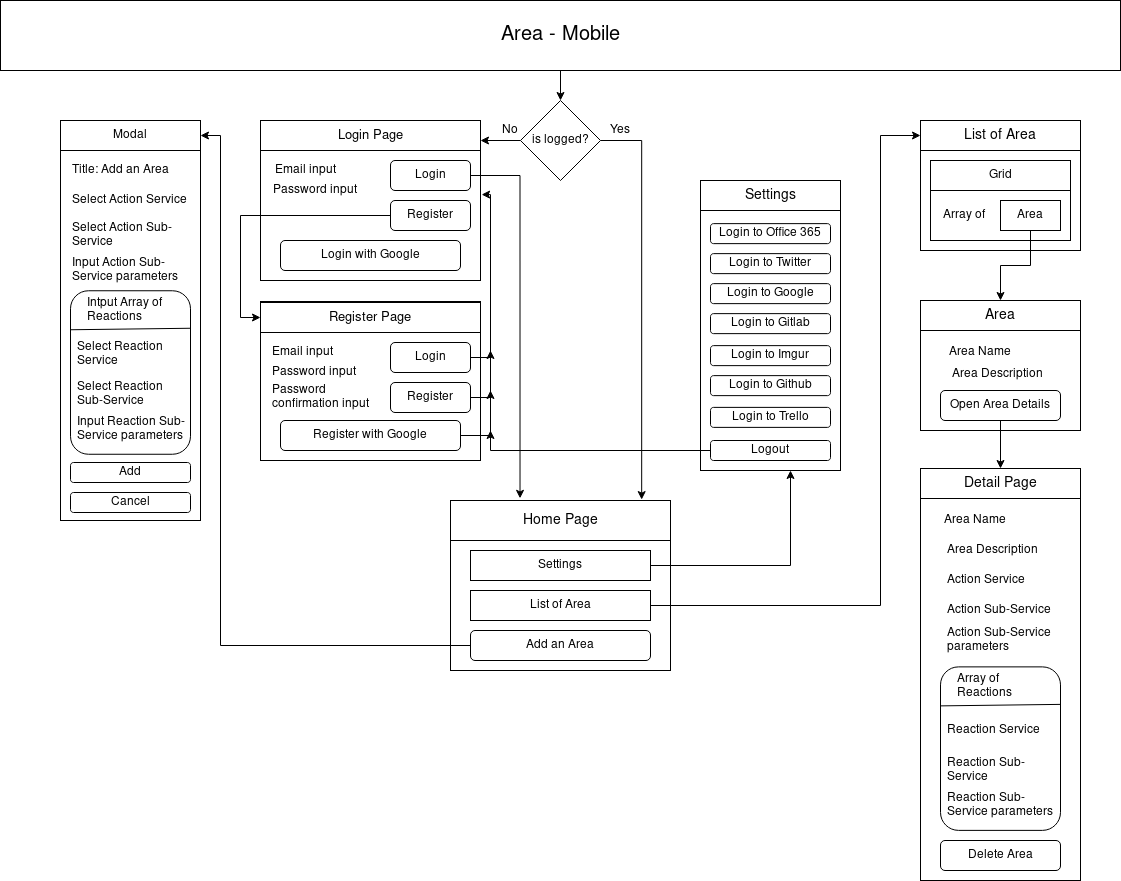 Area - Mobile
is logged?
No
Yes
Modal
Title: Add an Area
Select Action Service
Select Action Sub-
Service
Input Action Sub-
Service parameters
Intput Array of
Reactions
Select Reaction
Service
Select Reaction
Sub-Service
Input Reaction Sub-
Service parameters
Add
Cancel
Login Page
Email input
Password input
Login
Register
Login with Google
Register Page
Email input
Password input
Password
confirmation input
Login
Register
Register with Google
Home Page
Settings
List of Area
Add an Area
Settings
Login to Office 365
Login to Twitter
Login to Google
Login to Gitlab
Login to Imgur
Login to Github
Login to Trello
Logout
List of Area
Grid
Array of
Area
Area
Area Name
Area Description
Open Area Details
Detail Page
Area Name
Area Description
Action Service
Action Sub-Service
Action Sub-Service
parameters
Array of
Reactions
Reaction Service
Reaction Sub-
Service
Reaction Sub-
Service parameters
Delete Area